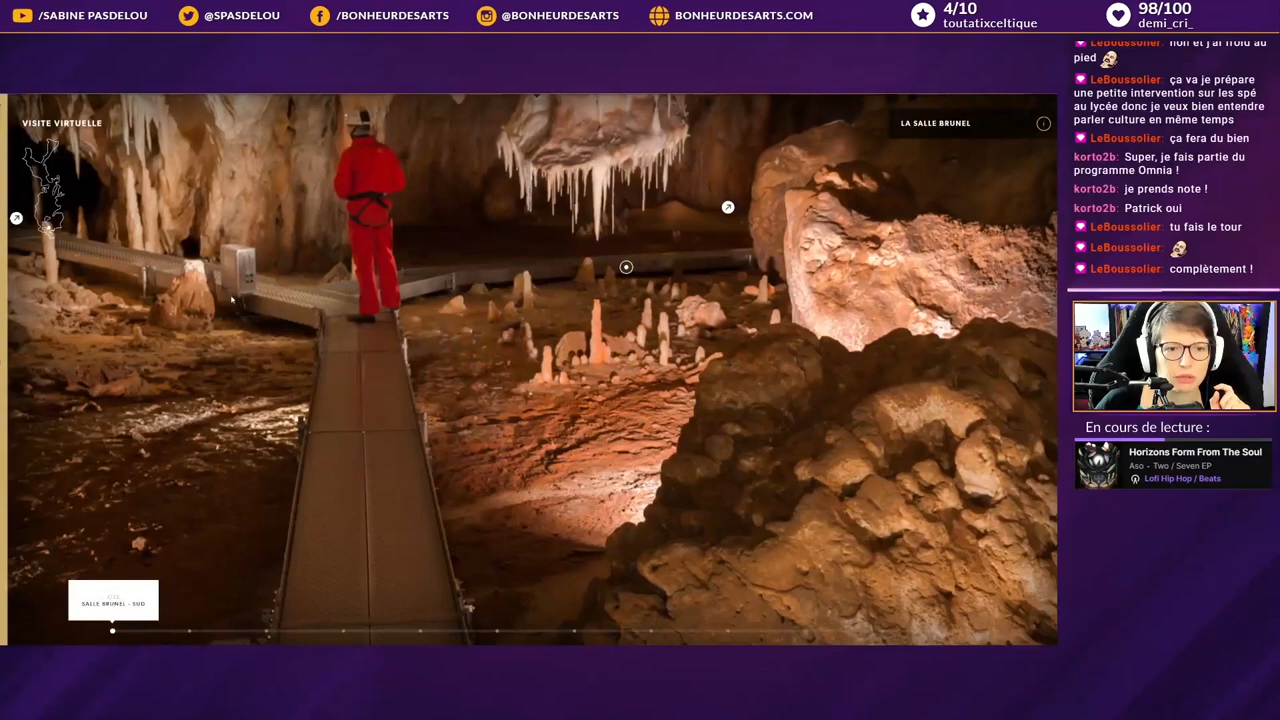 /SABINE PASDELOU
@SPASDELOU
/BONHEURDESARTS
@BONHEURDESARTS
BONHEURDESARTS.COM
4/10
toutatixceltique
98/100
demi_cri_
LeBoussolier: non et j'ai froid au
pied
LeBoussolier: ça va je prépare
une petite intervention sur les spé
au lycée donc je veux bien entendre
parler culture en même temps
LeBoussolier: ça fera du bien
korto2b: Super, je fais partie du
programme Omnia !
korto2b: je prends note !
korto2b: Patrick oui
LeBoussolier: tu fais le tour
LeBoussolier:
LeBoussolier: complètement !
VISITE VIRTUELLE
LA SALLE BRUNEL
SALLE BRUNEL - SUD
En cours de lecture :
Horizons Form From The Soul
Aso • Two / Seven EP
Lofi Hip Hop / Beats